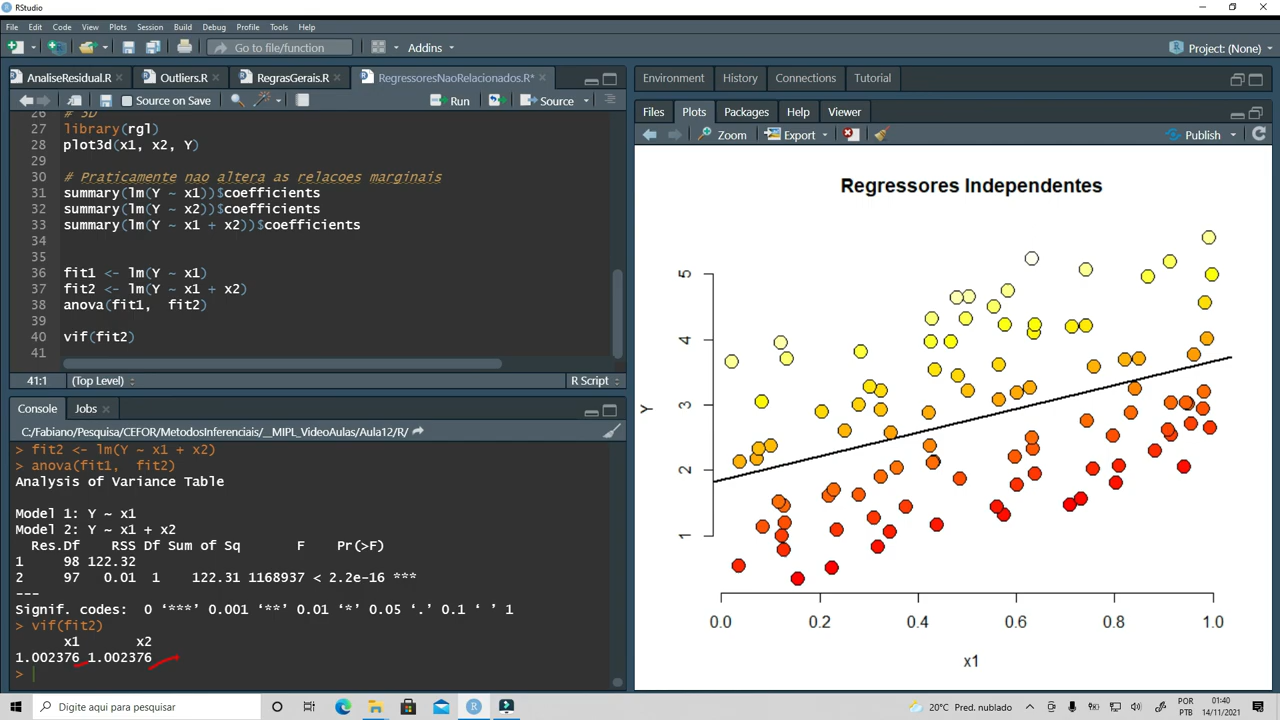 RStudio
File Edit Code View Plots Session Build Debug Profile Tools Help
Go to file/function Addins Project: (None)
AnaliseResidual.R Outliers.R RegrasGerais.R RegressoresNaoRelacionados.R*
Source on Save Run Source
26 # 3D
27 library(rgl)
28 plot3d(x1, x2, Y)
29
30 # Praticamente nao altera as relacoes marginais
31 summary(lm(Y ~ x1))$coefficients
32 summary(lm(Y ~ x2))$coefficients
33 summary(lm(Y ~ x1 + x2))$coefficients
34
35
36 fit1 <- lm(Y ~ x1)
37 fit2 <- lm(Y ~ x1 + x2)
38 anova(fit1, fit2)
39
40 vif(fit2)
41
41:1 (Top Level) R Script
Console Jobs
C:/Fabiano/Pesquisa/CEFOR/MetodosInferenciais/__MIPL_VideoAulas/Aula12/R/
> fit2 <- lm(Y ~ x1 + x2)
> anova(fit1, fit2)
Analysis of Variance Table
Model 1: Y ~ x1
Model 2: Y ~ x1 + x2
Res.Df RSS Df Sum of Sq F Pr(>F)
1 98 122.32
2 97 0.01 1 122.31 1168937 < 2.2e-16 ***
---
Signif. codes: 0 ‘***’ 0.001 ‘**’ 0.01 ‘*’ 0.05 ‘.’ 0.1 ‘ ’ 1
> vif(fit2)
x1 x2
1.002376 1.002376
>
Environment History Connections Tutorial
Files Plots Packages Help Viewer
Zoom Export Publish
Regressores Independentes
Y
5
4
3
2
1
0.0 0.2 0.4 0.6 0.8 1.0
x1
Digite aqui para pesquisar
20°C Pred. nublado
POR
PTB
01:40
14/11/2021